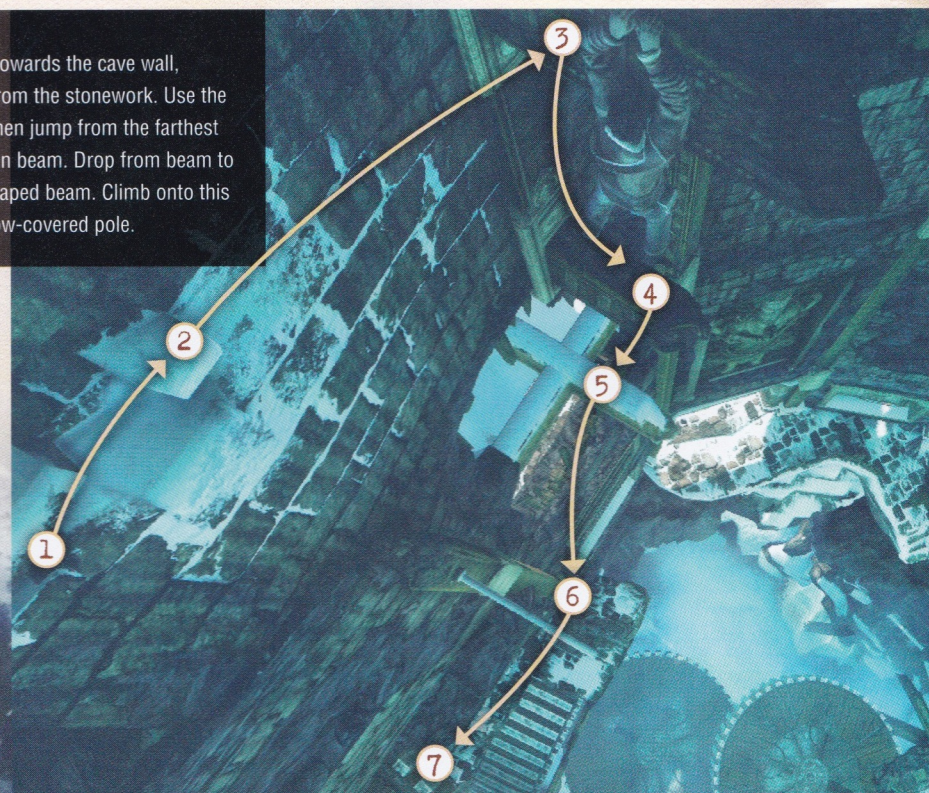 owards the cave wall,
rom the stonework. Use the
hen jump from the farthest
n beam. Drop from beam to
aped beam. Climb onto this
w-covered pole.
3
4
2
5
1
6
7